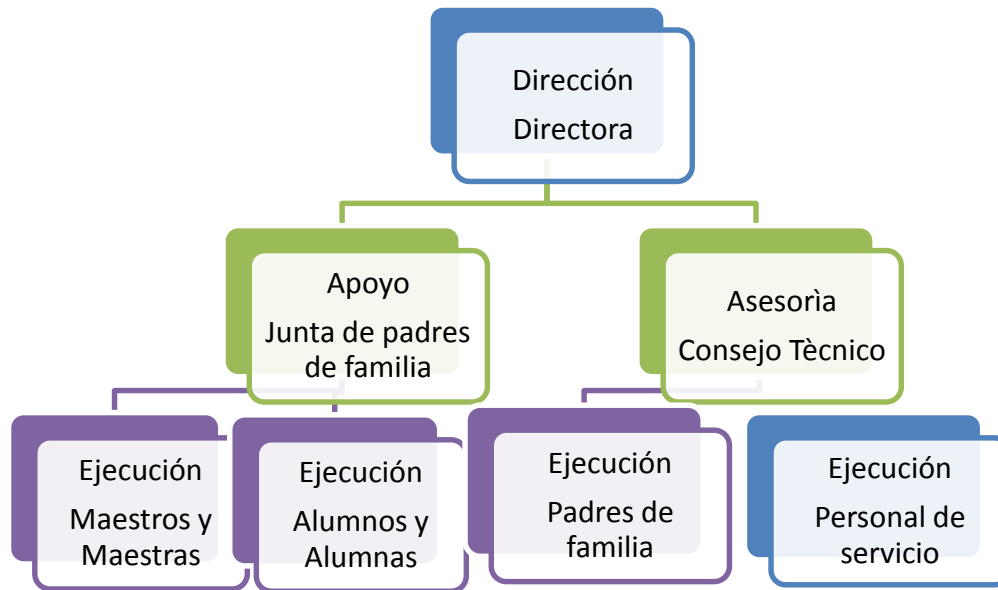 Dirección
Directora
Apoyo
Junta de padres
de familia
Asesorìa
Consejo Tècnico
Ejecución
Maestros y
Maestras
Ejecución
Alumnos y
Alumnas
Ejecución
Padres de
familia
Ejecución
Personal de
servicio